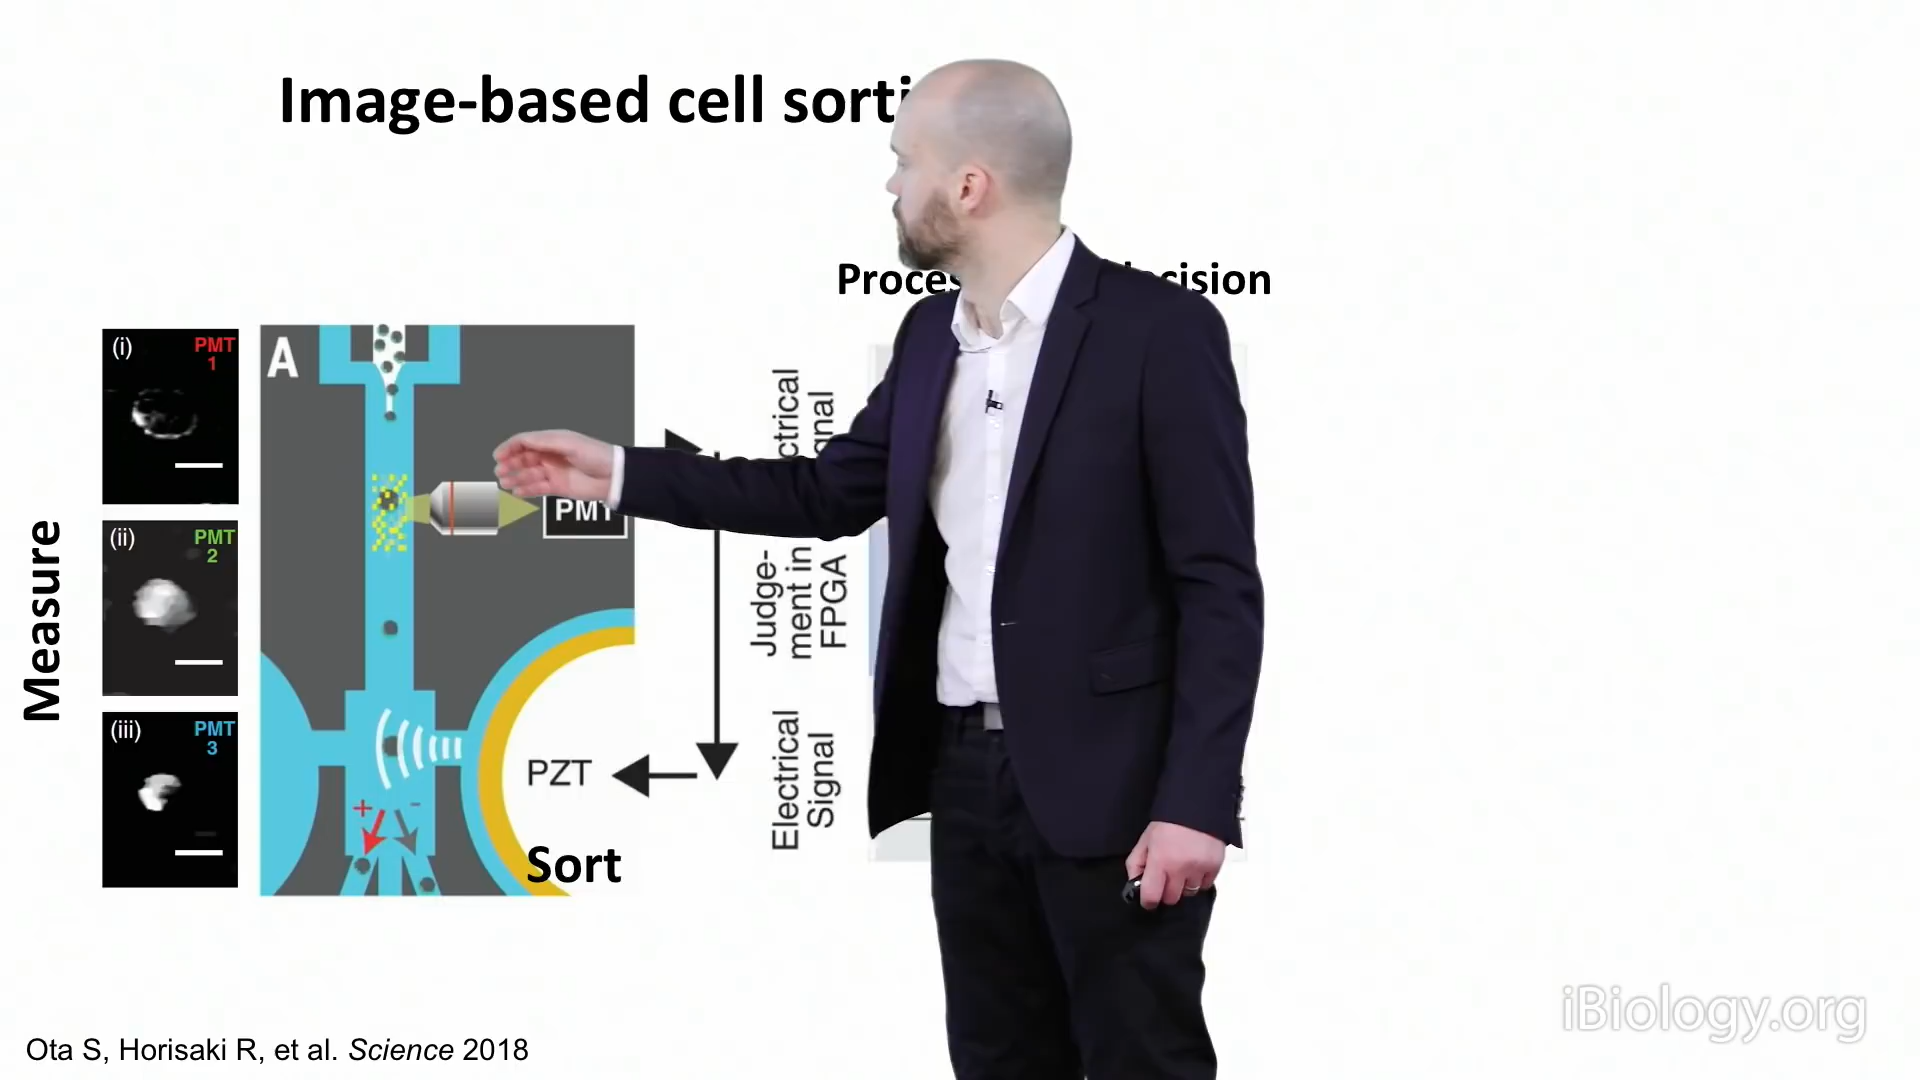 Image-based cell sorti
Proces
cision
Measure
(i)
PMT
1
(ii)
PMT
2
(iii)
PMT
3
A
PMT
ctrical
gnal
Judge-
ment in
FPGA
Electrical
Signal
PZT
+
-
Sort
Ota S, Horisaki R, et al. Science 2018
iBiology.org